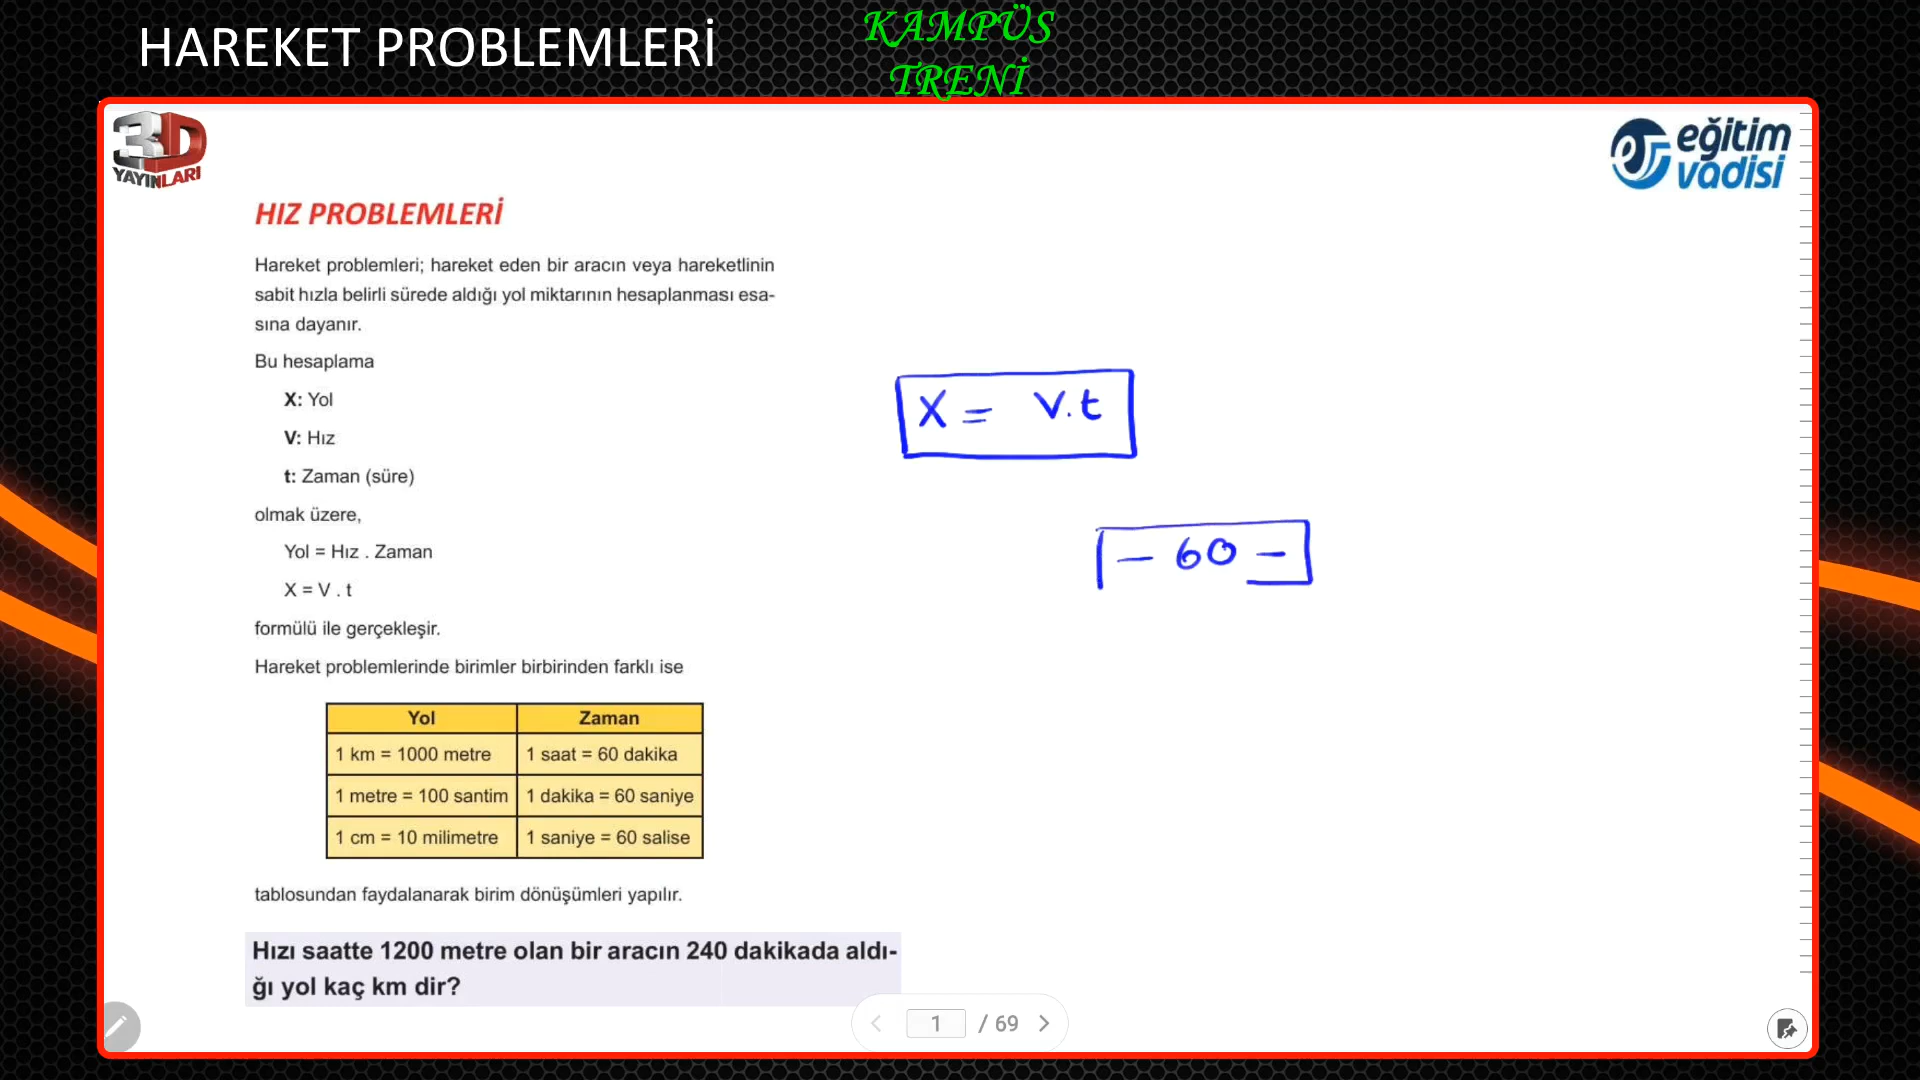 HAREKET PROBLEMLERİ
KAMPÜS
TRENİ
3D
YAYINLARI
eğitim
vadisi
HIZ PROBLEMLERİ
Hareket problemleri; hareket eden bir aracın veya hareketlinin
sabit hızla belirli sürede aldığı yol miktarının hesaplanması esa-
sına dayanır.
Bu hesaplama
X: Yol
V: Hız
t: Zaman (süre)
olmak üzere,
Yol = Hız . Zaman
X = V . t
formülü ile gerçekleşir.
Hareket problemlerinde birimler birbirinden farklı ise
Yol Zaman
1 km = 1000 metre 1 saat = 60 dakika
1 metre = 100 santim 1 dakika = 60 saniye
1 cm = 10 milimetre 1 saniye = 60 salise
tablosundan faydalanarak birim dönüşümleri yapılır.
Hızı saatte 1200 metre olan bir aracın 240 dakikada aldı-
ğı yol kaç km dir?
X = V.t
- 60 -
1 / 69